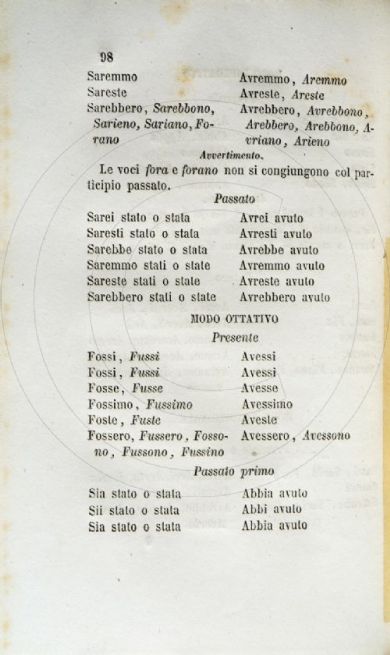 98
Saremmo Avremmo, Aremmo
Sareste Avreste, Areste
Sarebbero, Sarebbono, Avrebbero, Avrebbono,
Sarieno, Sariano, Fo- Arebbero, Arebbono, A-
rano vriano, Arieno
Avvertimento.
Le voci fora e forano non si congiungono col par-
ticipio passato.
Passato
Sarei stato o stata Avrei avuto
Saresti stato o stata Avresti avuto
Sarebbe stato o stata Avrebbe avuto
Saremmo stati o state Avremmo avuto
Sareste stati o state Avreste avuto
Sarebbero stati o state Avrebbero avuto
MODO OTTATIVO
Presente
Fossi, Fussi Avessi
Fossi, Fussi Avessi
Fosse, Fusse Avesse
Fossimo, Fussimo Avessimo
Foste, Fuste Aveste
Fossero, Fussero, Fosso- Avessero, Avessono
no, Fussono, Fussino
Passato primo
Sia stato o stata Abbia avuto
Sii stato o stata Abbi avuto
Sia stato o stata Abbia avuto